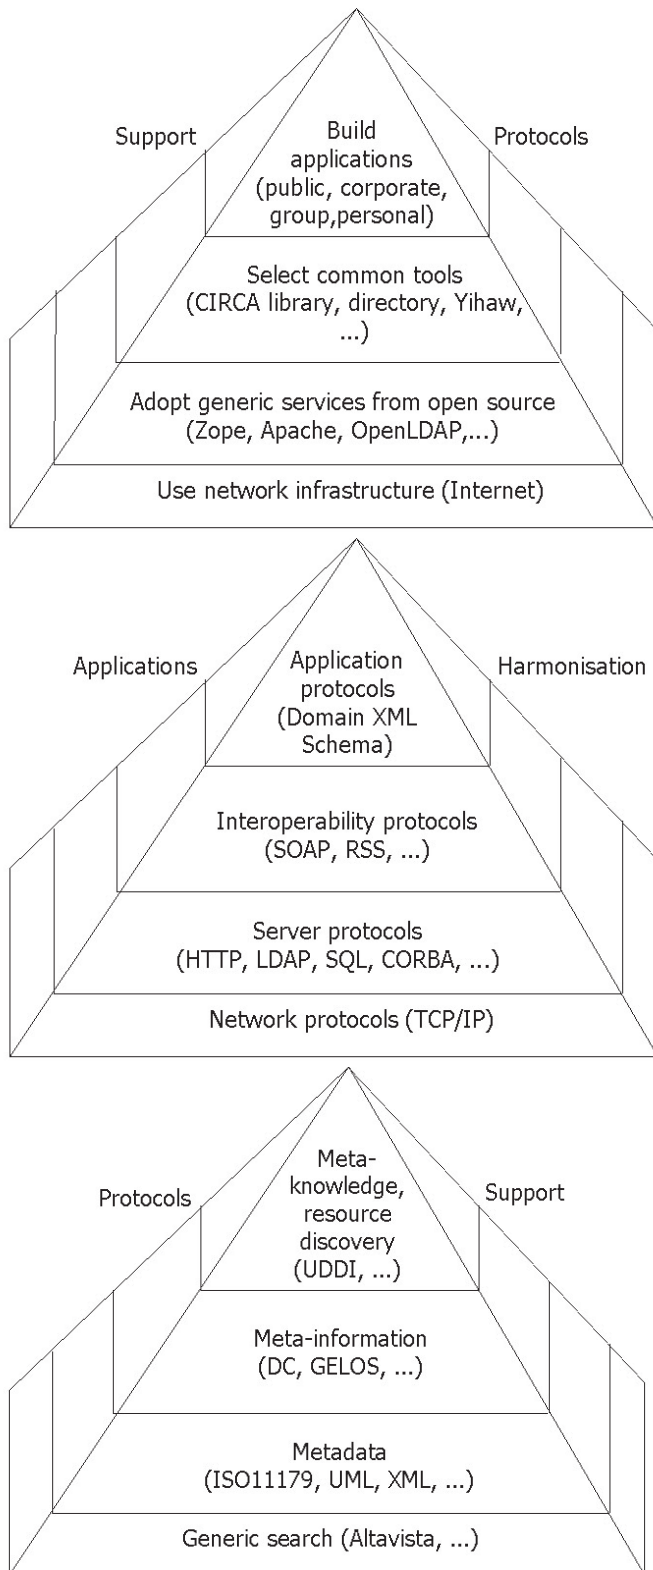 Support
Protocols
Build
applications
(public, corporate,
group,personal)
Select common tools
(CIRCA library, directory, Yihaw,
...)
Adopt generic services from open source
(Zope, Apache, OpenLDAP,...)
Use network infrastructure (Internet)
Applications
Harmonisation
Application
protocols
(Domain XML
Schema)
Interoperability protocols
(SOAP, RSS, ...)
Server protocols
(HTTP, LDAP, SQL, CORBA, ...)
Network protocols (TCP/IP)
Protocols
Support
Meta-
knowledge,
resource
discovery
(UDDI, ...)
Meta-information
(DC, GELOS, ...)
Metadata
(ISO11179, UML, XML, ...)
Generic search (Altavista, ...)